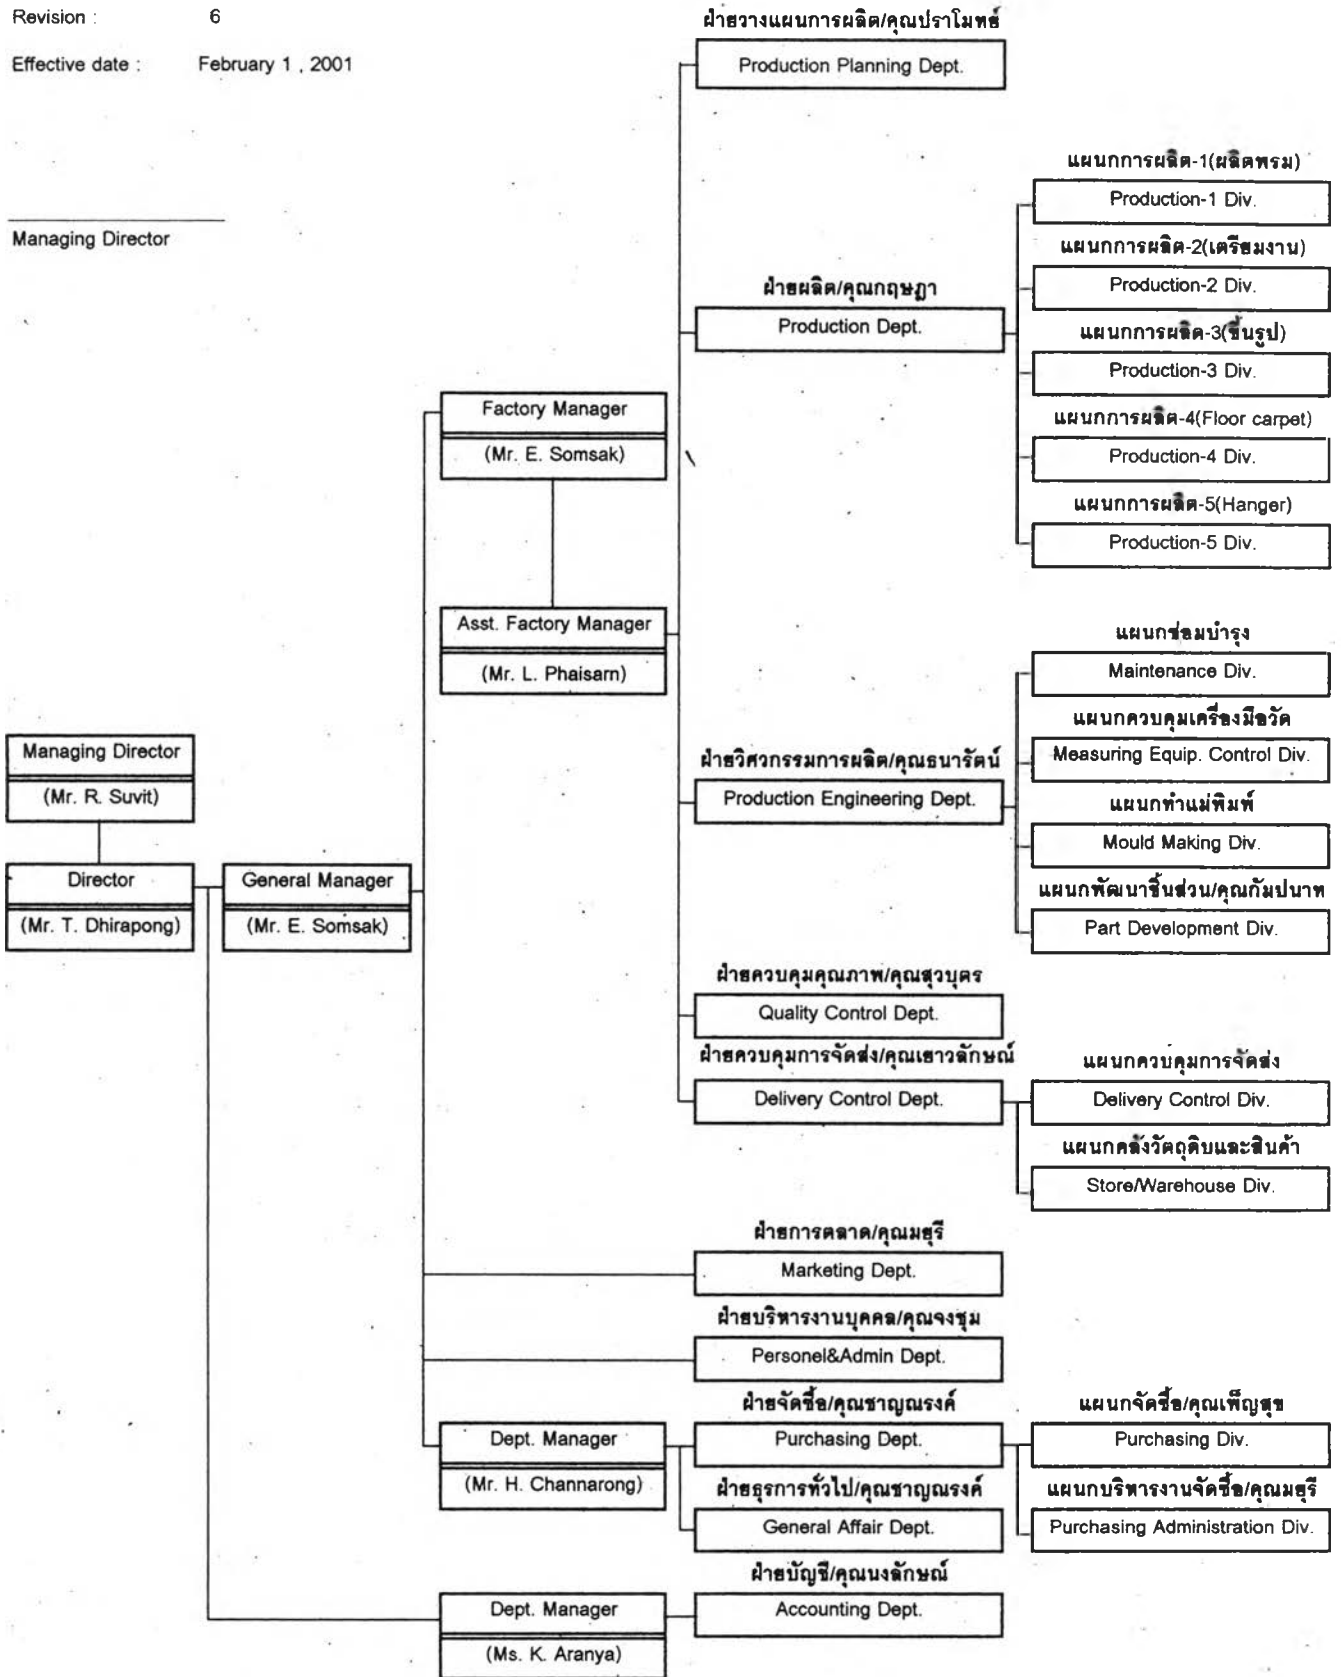 Revision : 6
Effective date : February 1 , 2001
Managing Director
ฝ่ายวางแผนการผลิต/คุณปราโมทย์
Production Planning Dept.
แผนกการผลิต-1(ผลิตพรม)
Production-1 Div.
แผนกการผลิต-2(เตรียมงาน)
Production-2 Div.
ฝ่ายผลิต/คุณกฤษฎา
Production Dept.
แผนกการผลิต-3(ขึ้นรูป)
Production-3 Div.
แผนกการผลิต-4(Floor carpet)
Production-4 Div.
แผนกการผลิต-5(Hanger)
Production-5 Div.
Factory Manager
(Mr. E. Somsak)
Asst. Factory Manager
(Mr. L. Phaisarn)
แผนกซ่อมบำรุง
Maintenance Div.
แผนกควบคุมเครื่องมือวัด
Measuring Equip. Control Div.
ฝ่ายวิศวกรรมการผลิต/คุณธนารัตน์
Production Engineering Dept.
แผนกทำแม่พิมพ์
Mould Making Div.
แผนกพัฒนาชิ้นส่วน/คุณกัมปนาท
Part Development Div.
Managing Director
(Mr. R. Suvit)
Director
(Mr. T. Dhirapong)
General Manager
(Mr. E. Somsak)
ฝ่ายควบคุมคุณภาพ/คุณสุวบุตร
Quality Control Dept.
ฝ่ายควบคุมการจัดส่ง/คุณเยาวลักษณ์
Delivery Control Dept.
แผนกควบคุมการจัดส่ง
Delivery Control Div.
แผนกคลังวัตถุดิบและสินค้า
Store/Warehouse Div.
ฝ่ายการตลาด/คุณมยุรี
Marketing Dept.
ฝ่ายบริหารงานบุคคล/คุณจงชุม
Personel&Admin Dept.
Dept. Manager
(Mr. H. Channarong)
ฝ่ายจัดซื้อ/คุณชาญณรงค์
Purchasing Dept.
แผนกจัดซื้อ/คุณเพ็ญสุข
Purchasing Div.
ฝ่ายธุรการทั่วไป/คุณชาญณรงค์
General Affair Dept.
แผนกบริหารงานจัดซื้อ/คุณมยุรี
Purchasing Administration Div.
ฝ่ายบัญชี/คุณนงลักษณ์
Accounting Dept.
Dept. Manager
(Ms. K. Aranya)